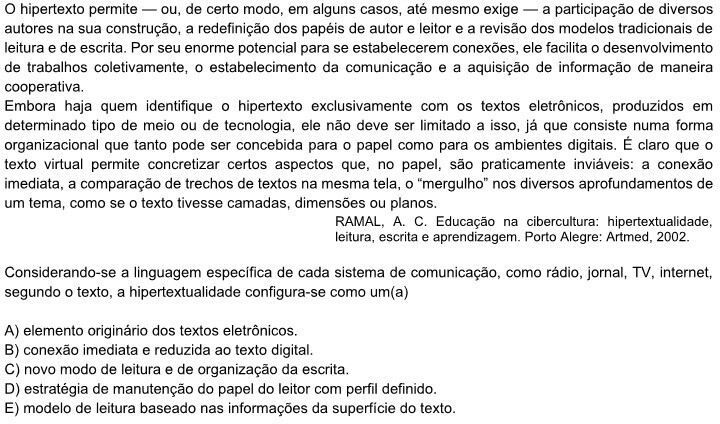 O hipertexto permite — ou, de certo modo, em alguns casos, até mesmo exige — a participação de diversos
autores na sua construção, a redefinição dos papéis de autor e leitor e a revisão dos modelos tradicionais de
leitura e de escrita. Por seu enorme potencial para se estabelecerem conexões, ele facilita o desenvolvimento
de trabalhos coletivamente, o estabelecimento da comunicação e a aquisição de informação de maneira
cooperativa.
Embora haja quem identifique o hipertexto exclusivamente com os textos eletrônicos, produzidos em
determinado tipo de meio ou de tecnologia, ele não deve ser limitado a isso, já que consiste numa forma
organizacional que tanto pode ser concebida para o papel como para os ambientes digitais. É claro que o
texto virtual permite concretizar certos aspectos que, no papel, são praticamente inviáveis: a conexão
imediata, a comparação de trechos de textos na mesma tela, o “mergulho” nos diversos aprofundamentos de
um tema, como se o texto tivesse camadas, dimensões ou planos.
RAMAL, A. C. Educação na cibercultura: hipertextualidade,
leitura, escrita e aprendizagem. Porto Alegre: Artmed, 2002.
Considerando-se a linguagem específica de cada sistema de comunicação, como rádio, jornal, TV, internet,
segundo o texto, a hipertextualidade configura-se como um(a)
A) elemento originário dos textos eletrônicos.
B) conexão imediata e reduzida ao texto digital.
C) novo modo de leitura e de organização da escrita.
D) estratégia de manutenção do papel do leitor com perfil definido.
E) modelo de leitura baseado nas informações da superfície do texto.